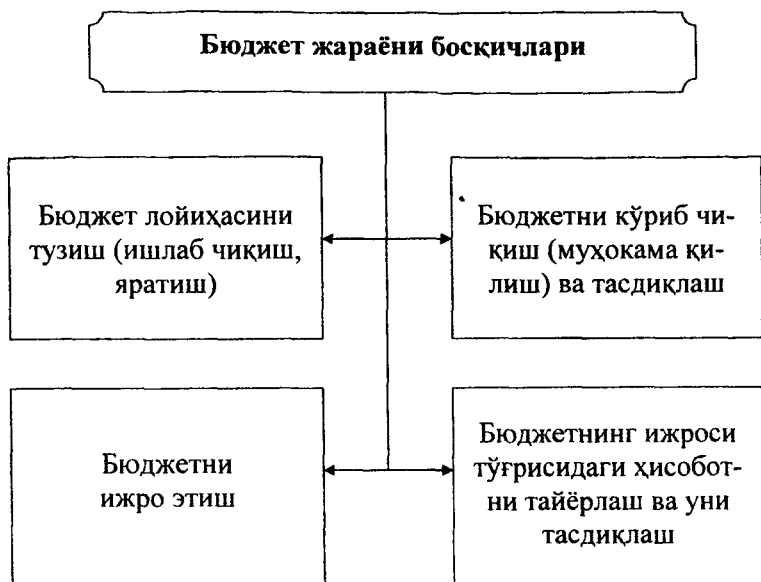 Бюджет жараёни босқичлари
Бюджет лойиҳасини
тузиш (ишлаб чиқиш,
яратиш)
Бюджетни кўриб чи-
қиш (муҳокама қи-
лиш) ва тасдиқлаш
Бюджетни
ижро этиш
Бюджетнинг ижроси
тўғрисидаги ҳисобот-
ни тайёрлаш ва уни
тасдиқлаш